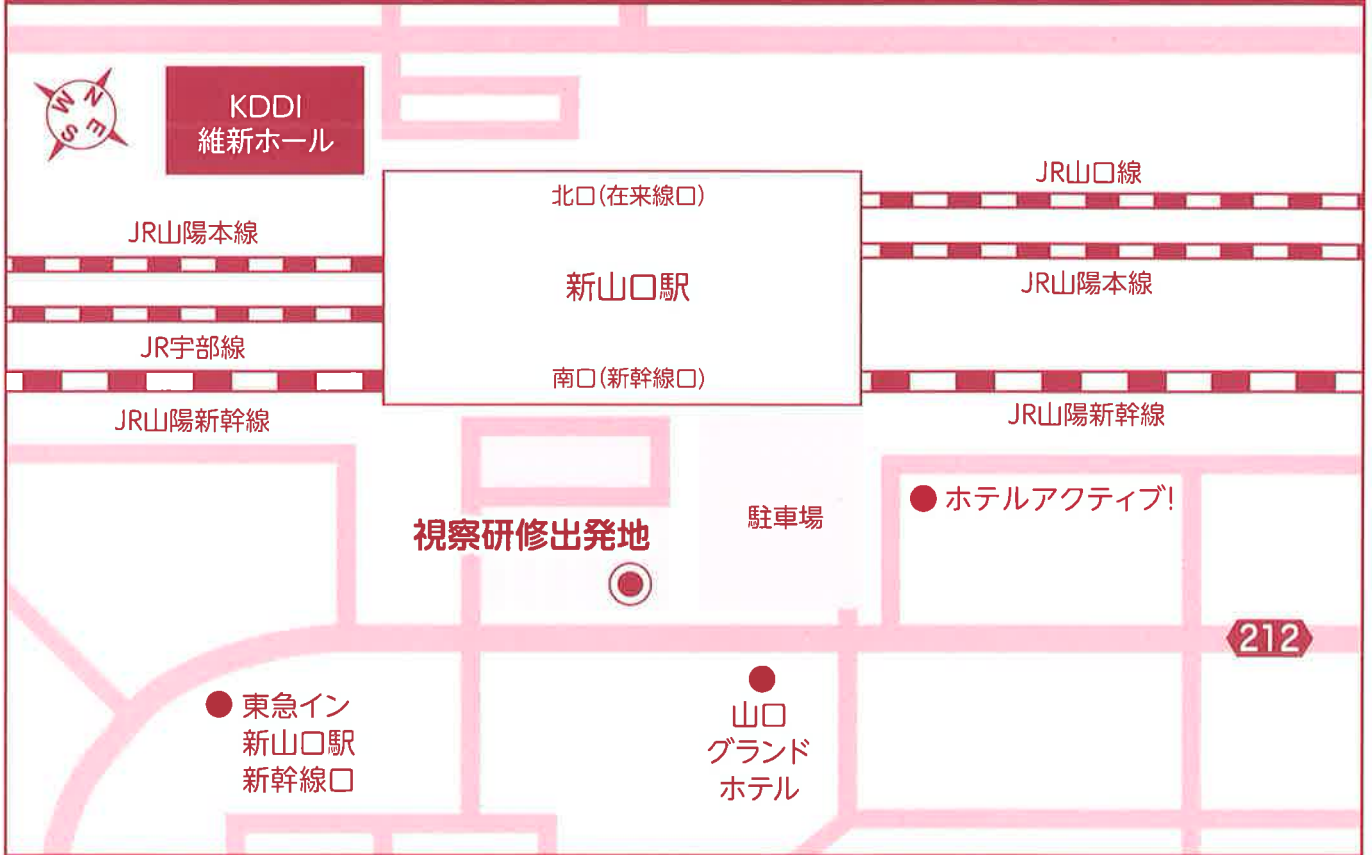 W
N
S
E
KDDI
維新ホール
北口(在来線口)
JR山口線
JR山陽本線
新山口駅
JR山陽本線
JR宇部線
南口(新幹線口)
JR山陽新幹線
JR山陽新幹線
ホテルアクティブ!
駐車場
視察研修出発地
212
東急イン
新山口駅
新幹線口
山口
グランド
ホテル